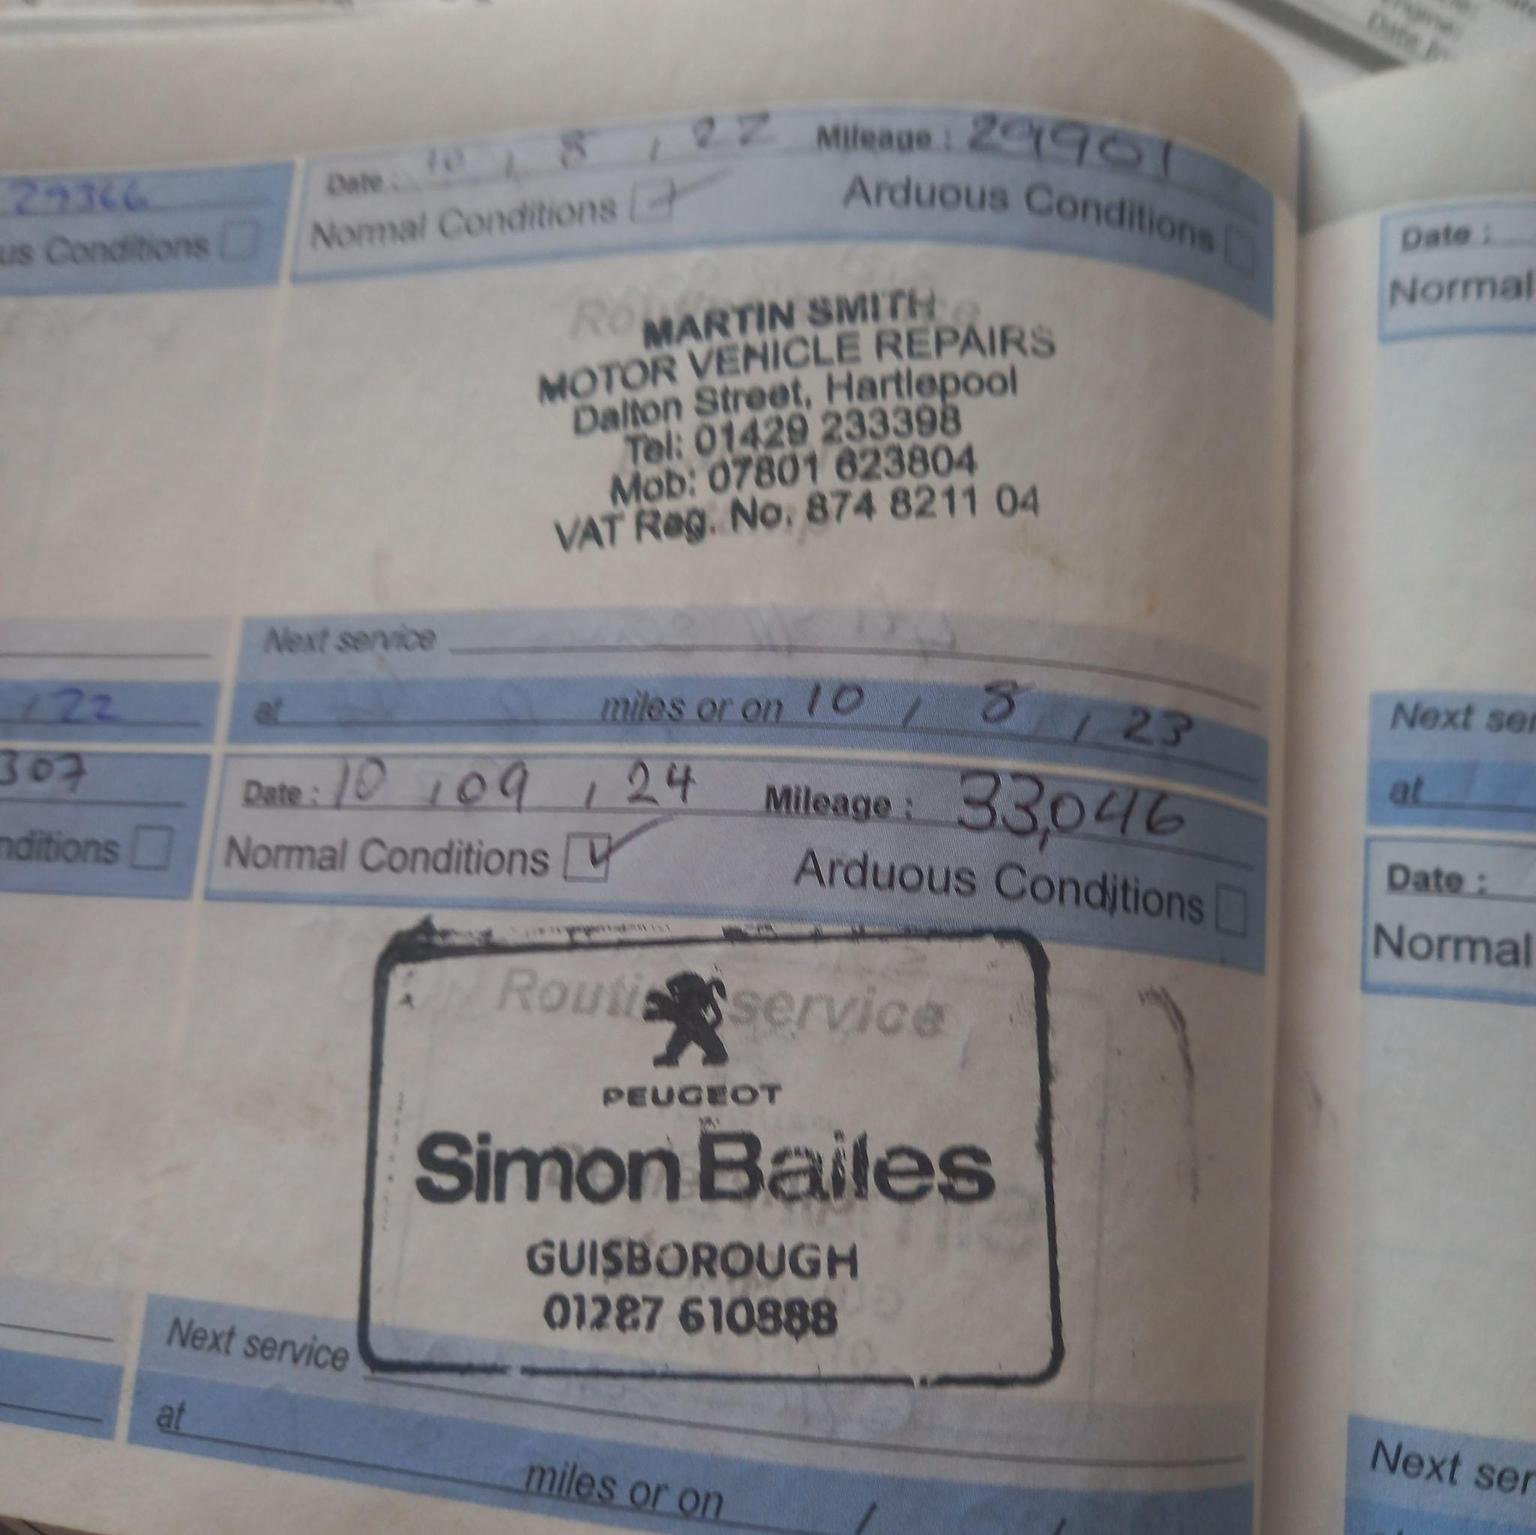 29366
us Conditions
Date : 10 / 8 / 22 Mileage : 29901
Normal Conditions Arduous Conditions
MARTIN SMITH
MOTOR VEHICLE REPAIRS
Dalton Street, Hartlepool
Tel: 01429 233398
Mob: 07801 623804
VAT Reg. No. 874 8211 04
Next service
/ 22
at miles or on 10 / 8 / 23
307
nditions
Date : 10 / 09 / 24 Mileage : 33,046
Normal Conditions Arduous Conditions
Routi service
PEUGEOT
Simon Bailes
GUISBOROUGH
01287 610888
Next service
at miles or on / /
Date :
Normal
Next ser
at
Date :
Normal
Next ser